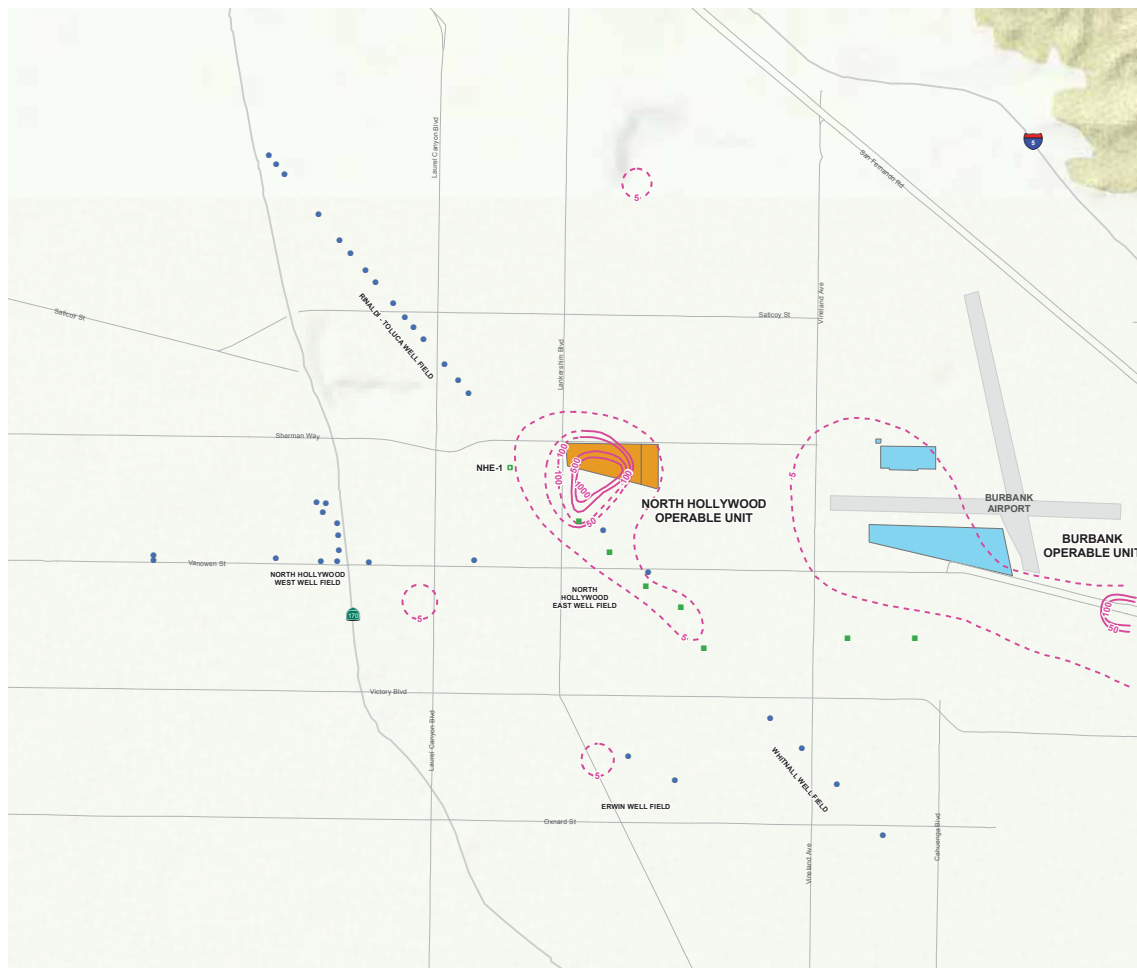 Laurel Canyon Blvd
5
San Fernando Rd
5
Saticoy St
RINALDI - TOLUCA WELL FIELD
Saticoy St
Vineland Ave
Lankershim Blvd
Sherman Way
NHE-1
100
500
100
100
1000
50
5
NORTH HOLLYWOOD
OPERABLE UNIT
BURBANK
AIRPORT
BURBANK
OPERABLE UNIT
Vanowen St
NORTH HOLLYWOOD
WEST WELL FIELD
NORTH
HOLLYWOOD
EAST WELL FIELD
170
5
5
100
50
Victory Blvd
Laurel Canyon Blvd
5
WHITNALL WELL FIELD
ERWIN WELL FIELD
Oxnard St
Vineland Ave
Cahuenga Blvd